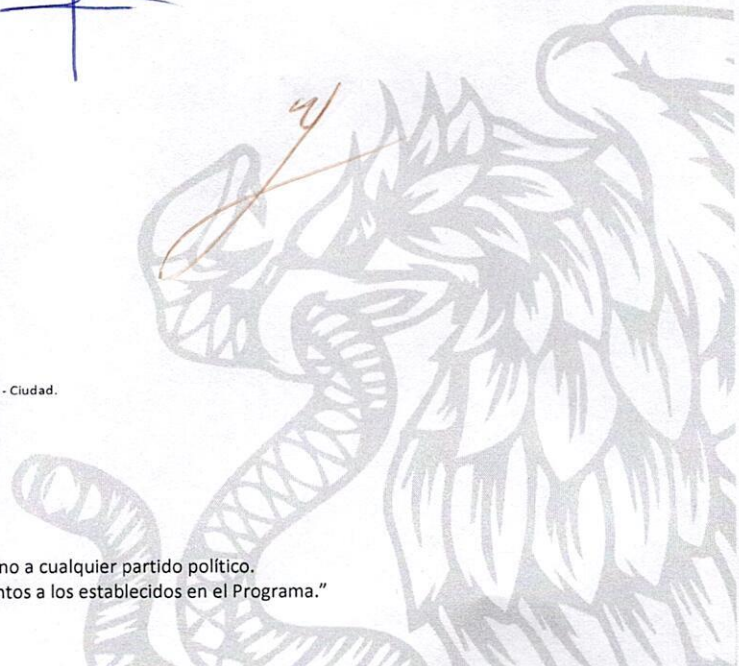 - Ciudad.
no a cualquier partido político.
ntos a los establecidos en el Programa.”